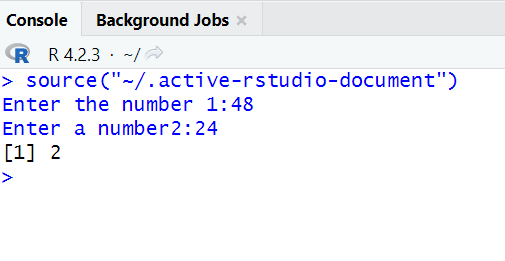 Console Background Jobs ×
R R 4.2.3 · ~/
> source("~/.active-rstudio-document")
Enter the number 1:48
Enter a number2:24
[1] 2
>